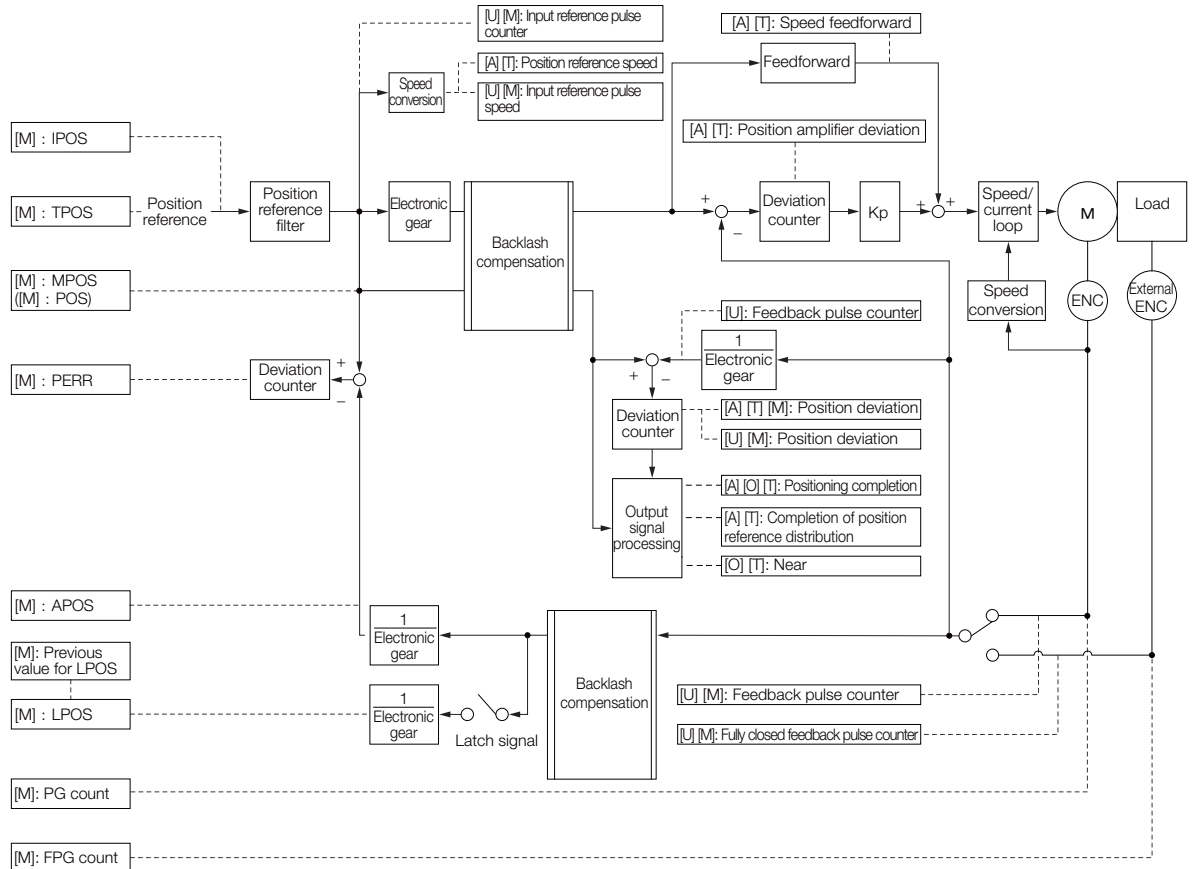 [U] [M]: Input reference pulse
counter
[A] [T]: Speed feedforward
[A] [T]: Position reference speed
Feedforward
Speed
conversion
[U] [M]: Input reference pulse
speed
[M] : IPOS
[A] [T]: Position amplifier deviation
[M] : TPOS
Position
reference
Position
reference
filter
Electronic
gear
Backlash
compensation
+
−
Deviation
counter
Kp
+
+
Speed/
current
loop
M
Load
[M] : MPOS
([M] : POS)
Speed
conversion
ENC
External
ENC
[U]: Feedback pulse counter
1
Electronic
gear
[M] : PERR
Deviation
counter
+
−
+
−
Deviation
counter
[A] [T] [M]: Position deviation
[U] [M]: Position deviation
Output
signal
processing
[A] [O] [T]: Positioning completion
[A] [T]: Completion of position
reference distribution
[O] [T]: Near
[M] : APOS
1
Electronic
gear
[M]: Previous
value for LPOS
Backlash
compensation
[U] [M]: Feedback pulse counter
[M] : LPOS
1
Electronic
gear
Latch signal
[U] [M]: Fully closed feedback pulse counter
[M]: PG count
[M]: FPG count